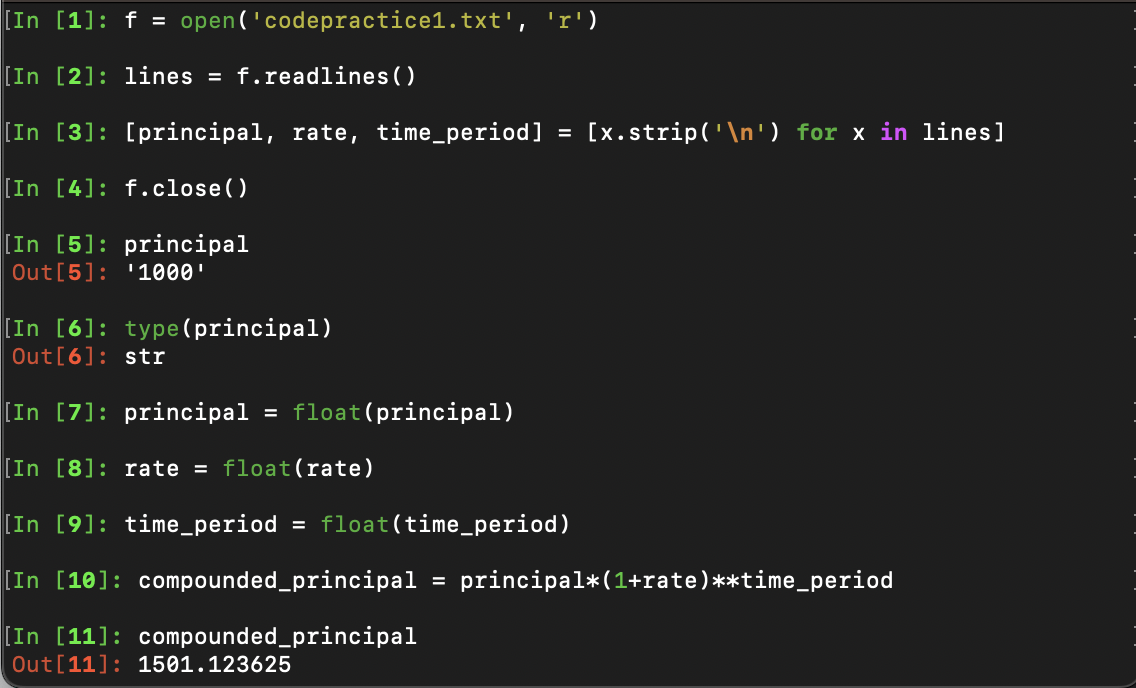 [In [1]: f = open('codepractice1.txt', 'r')
[In [2]: lines = f.readlines()
[In [3]: [principal, rate, time_period] = [x.strip('\n') for x in lines]
[In [4]: f.close()
[In [5]: principal
Out[5]: '1000'
[In [6]: type(principal)
Out[6]: str
[In [7]: principal = float(principal)
[In [8]: rate = float(rate)
[In [9]: time_period = float(time_period)
[In [10]: compounded_principal = principal*(1+rate)**time_period
[In [11]: compounded_principal
Out[11]: 1501.123625